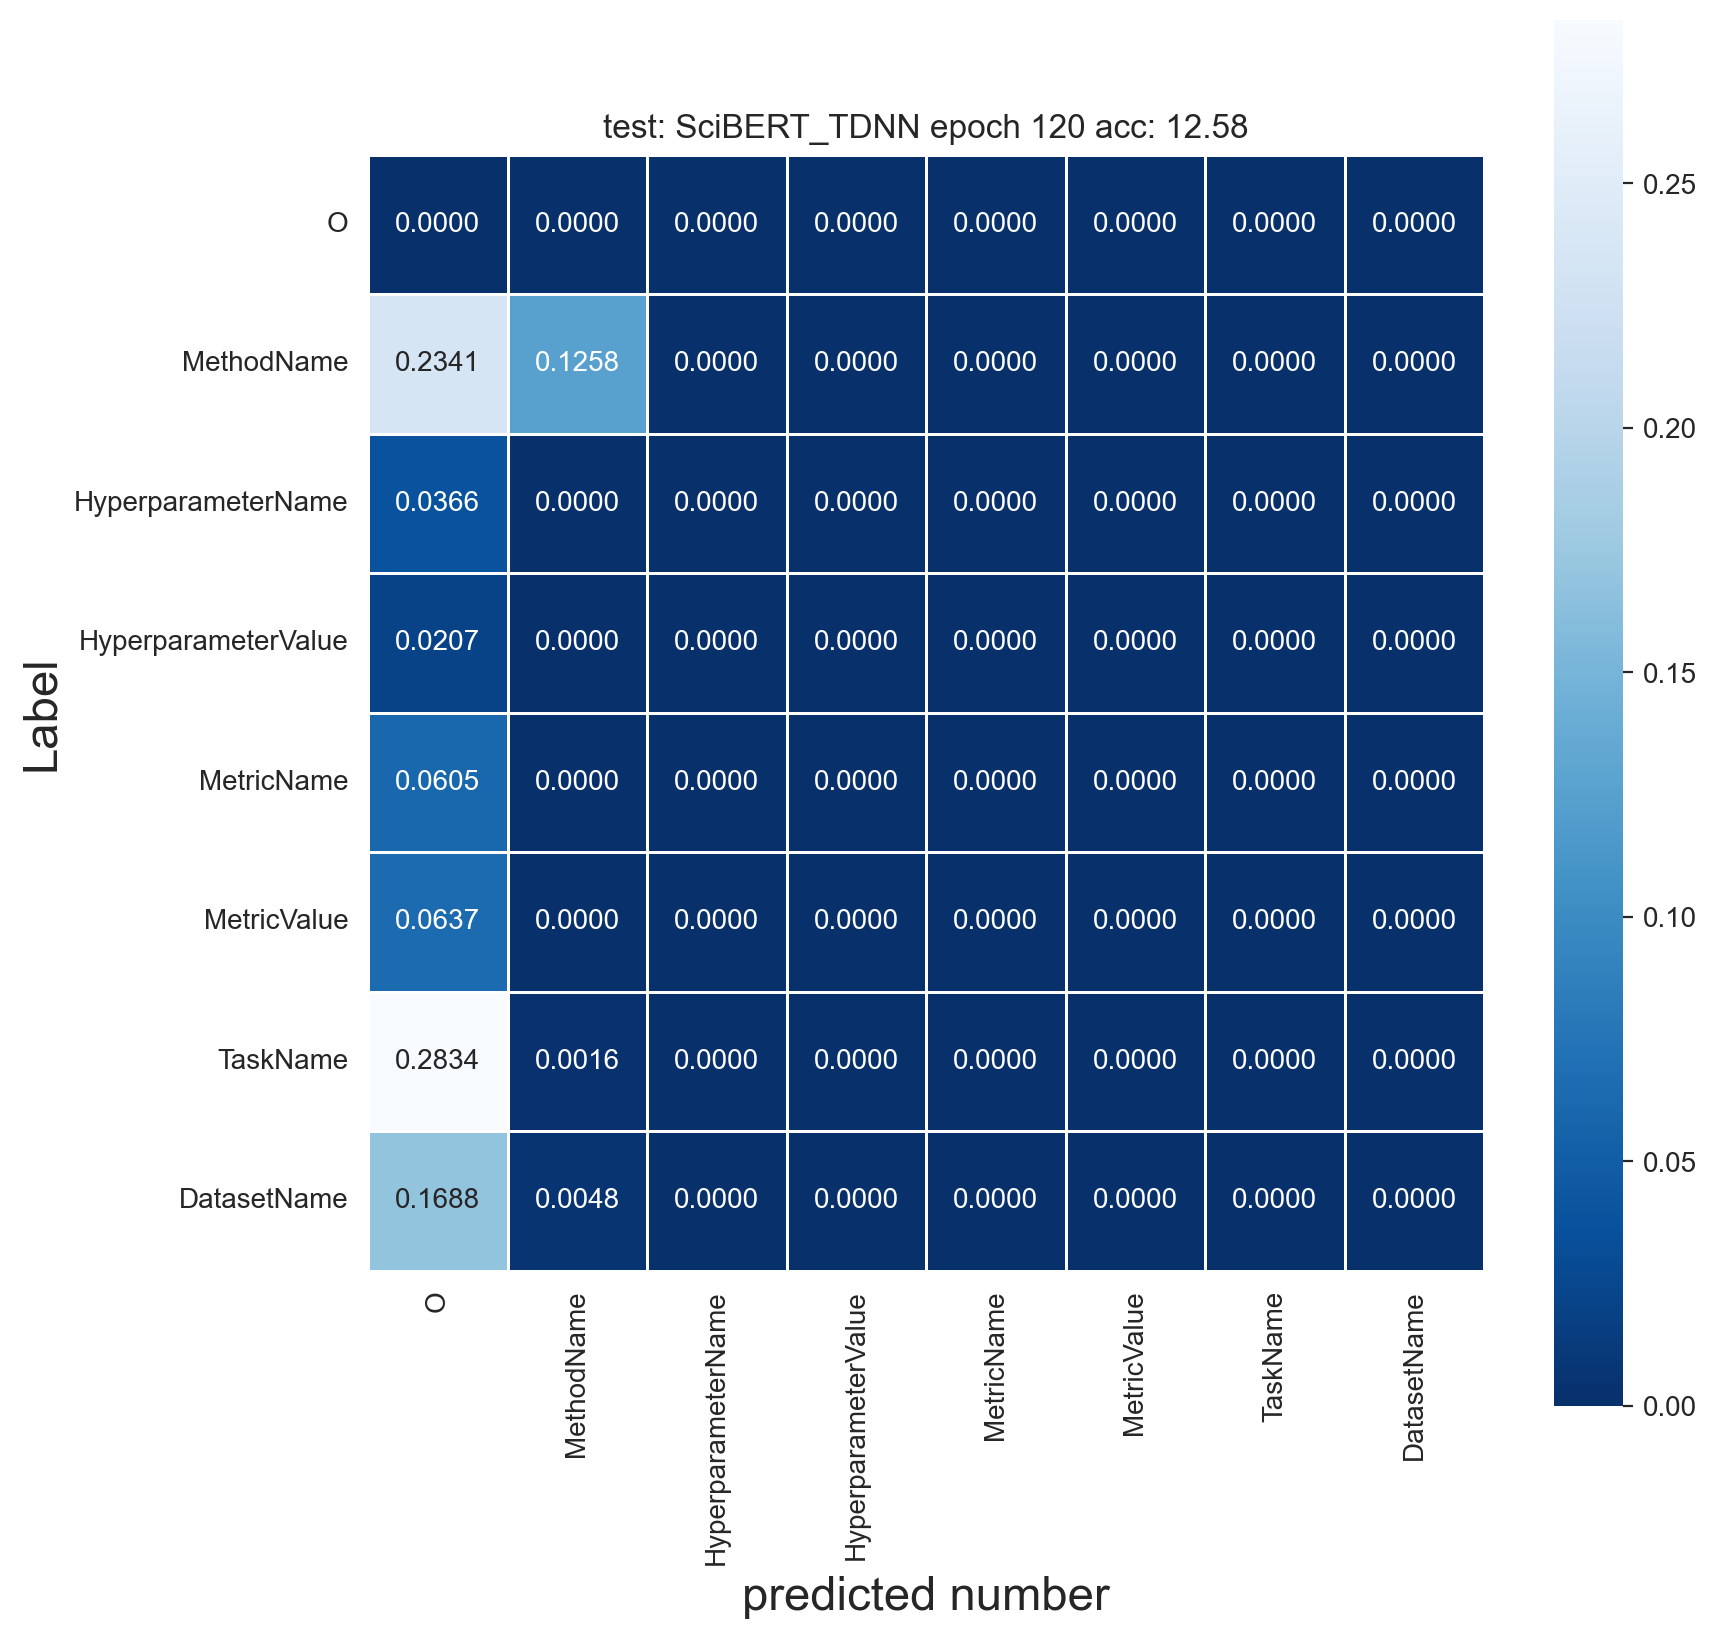 test: SciBERT_TDNN epoch 120 acc: 12.58
O 0.0000 0.0000 0.0000 0.0000 0.0000 0.0000 0.0000 0.0000
MethodName 0.2341 0.1258 0.0000 0.0000 0.0000 0.0000 0.0000 0.0000
HyperparameterName 0.0366 0.0000 0.0000 0.0000 0.0000 0.0000 0.0000 0.0000
HyperparameterValue 0.0207 0.0000 0.0000 0.0000 0.0000 0.0000 0.0000 0.0000
MetricName 0.0605 0.0000 0.0000 0.0000 0.0000 0.0000 0.0000 0.0000
MetricValue 0.0637 0.0000 0.0000 0.0000 0.0000 0.0000 0.0000 0.0000
TaskName 0.2834 0.0016 0.0000 0.0000 0.0000 0.0000 0.0000 0.0000
DatasetName 0.1688 0.0048 0.0000 0.0000 0.0000 0.0000 0.0000 0.0000
Label
O
MethodName
HyperparameterName
HyperparameterValue
MetricName
MetricValue
TaskName
DatasetName
predicted number
0.25
0.20
0.15
0.10
0.05
0.00